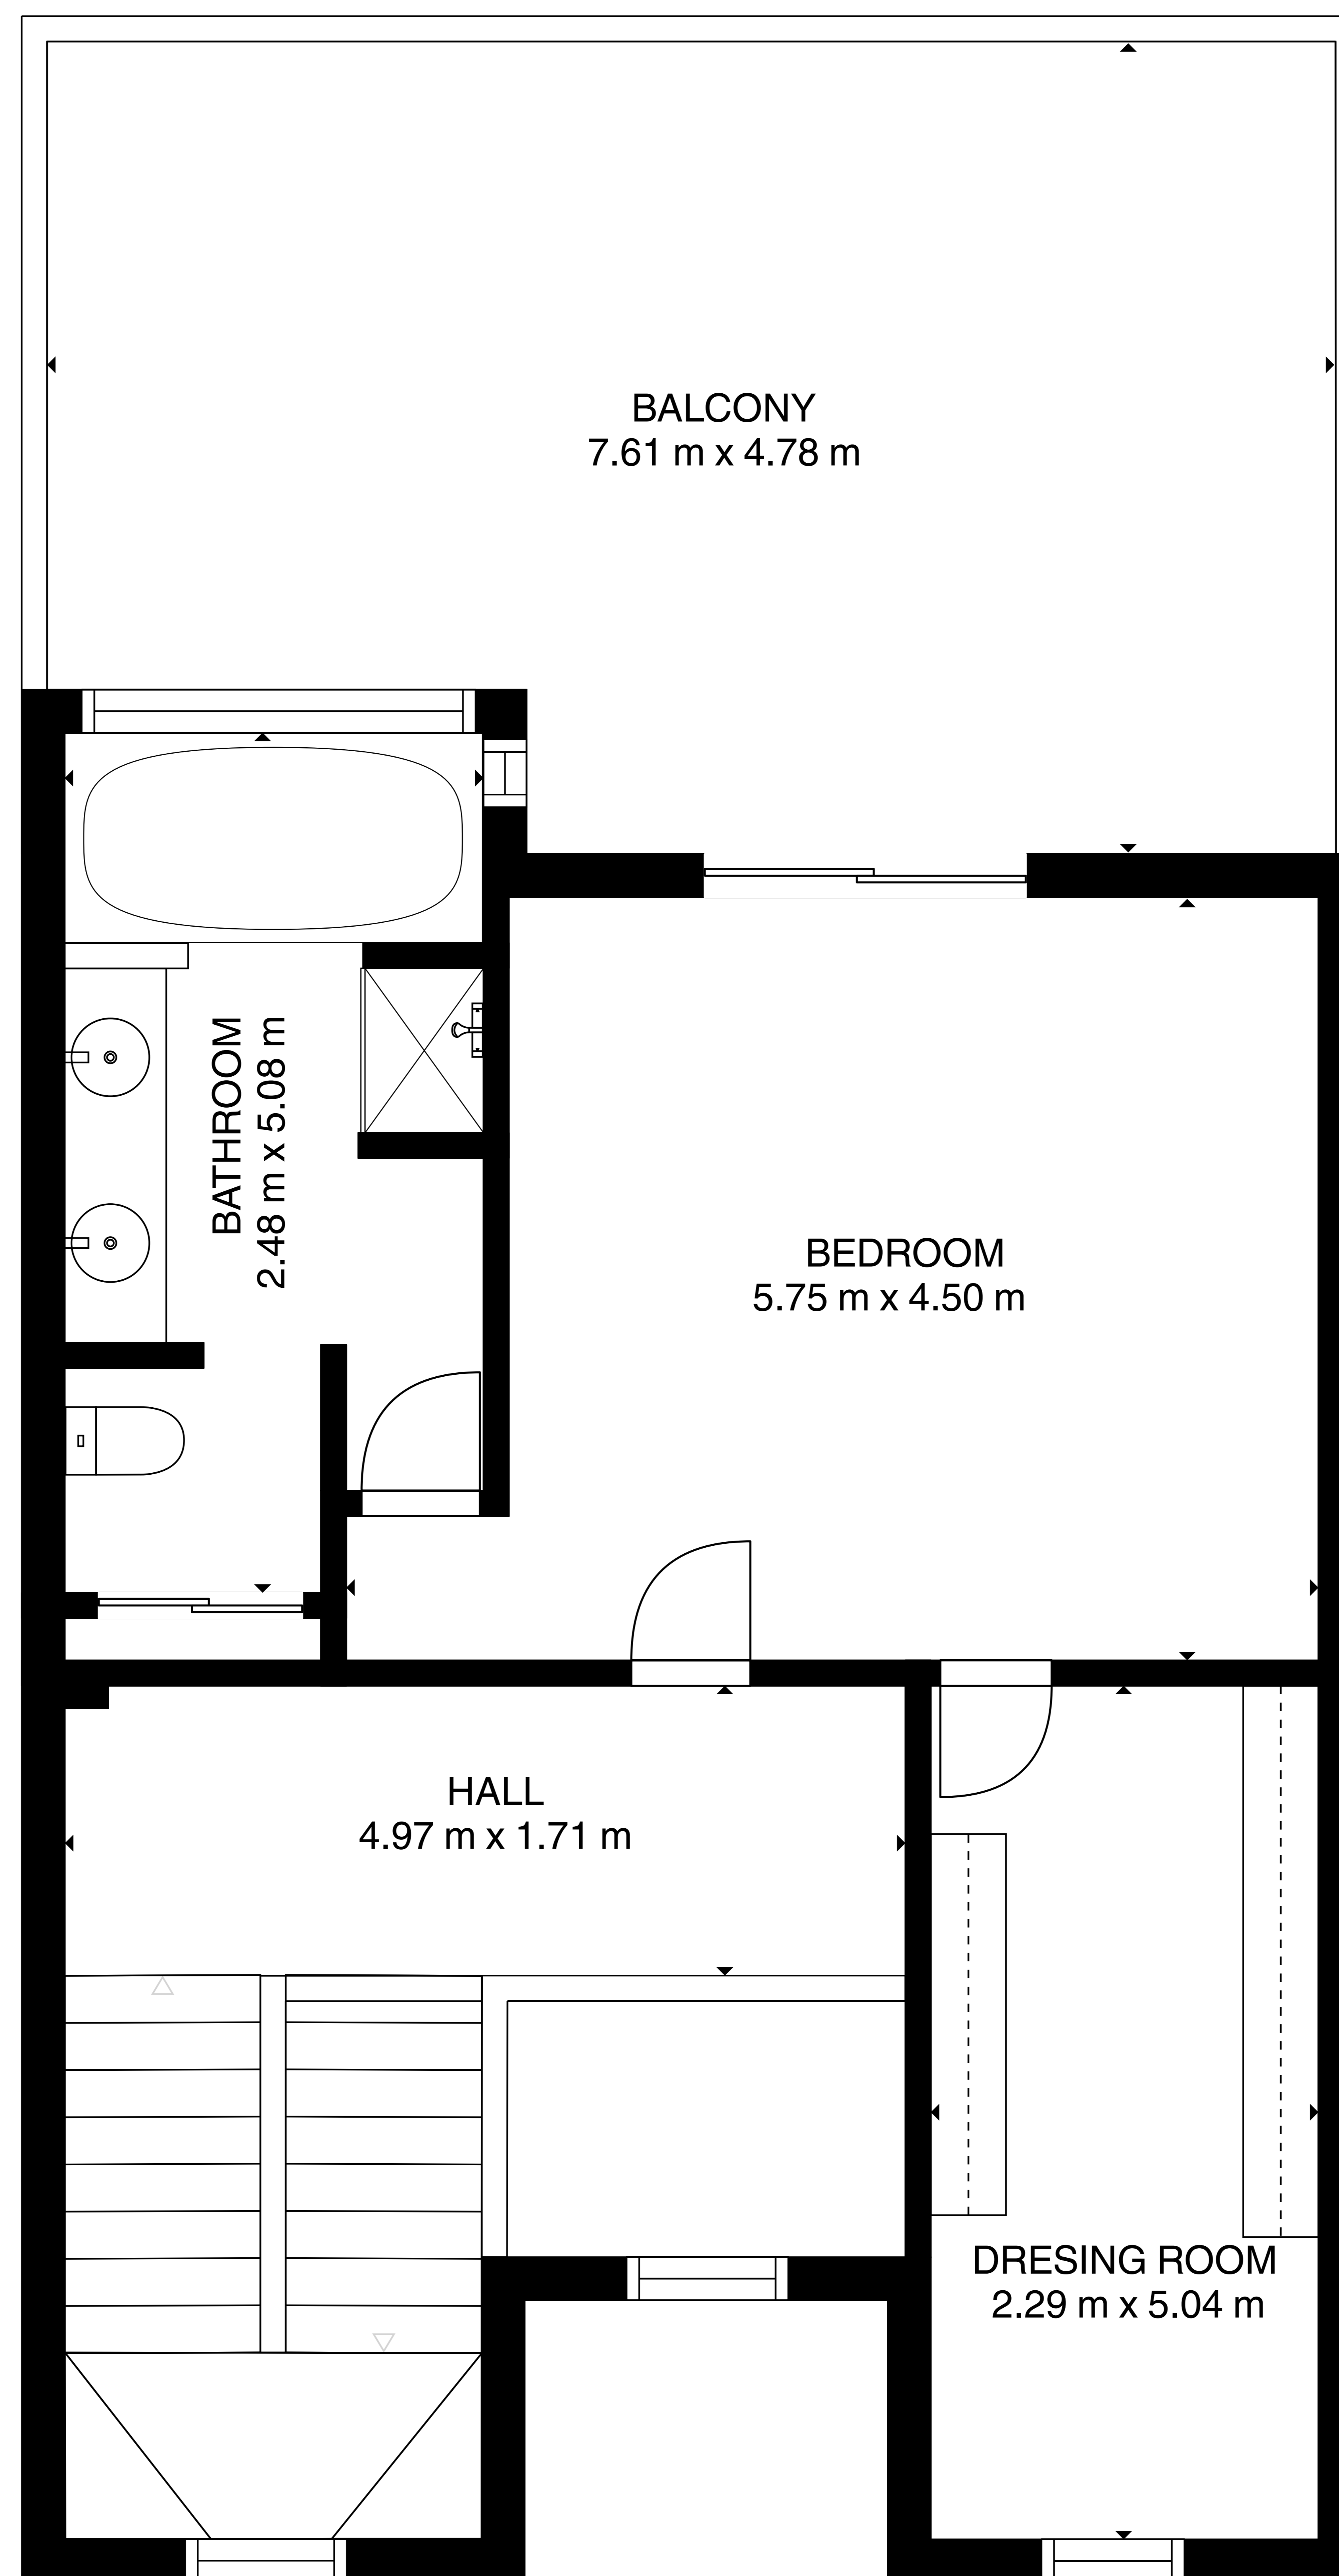 BALCONY
7.61 m x 4.78 m
BATHROOM
2.48 m x 5.08 m
BEDROOM
5.75 m x 4.50 m
HALL
4.97 m x 1.71 m
DRESING ROOM
2.29 m x 5.04 m